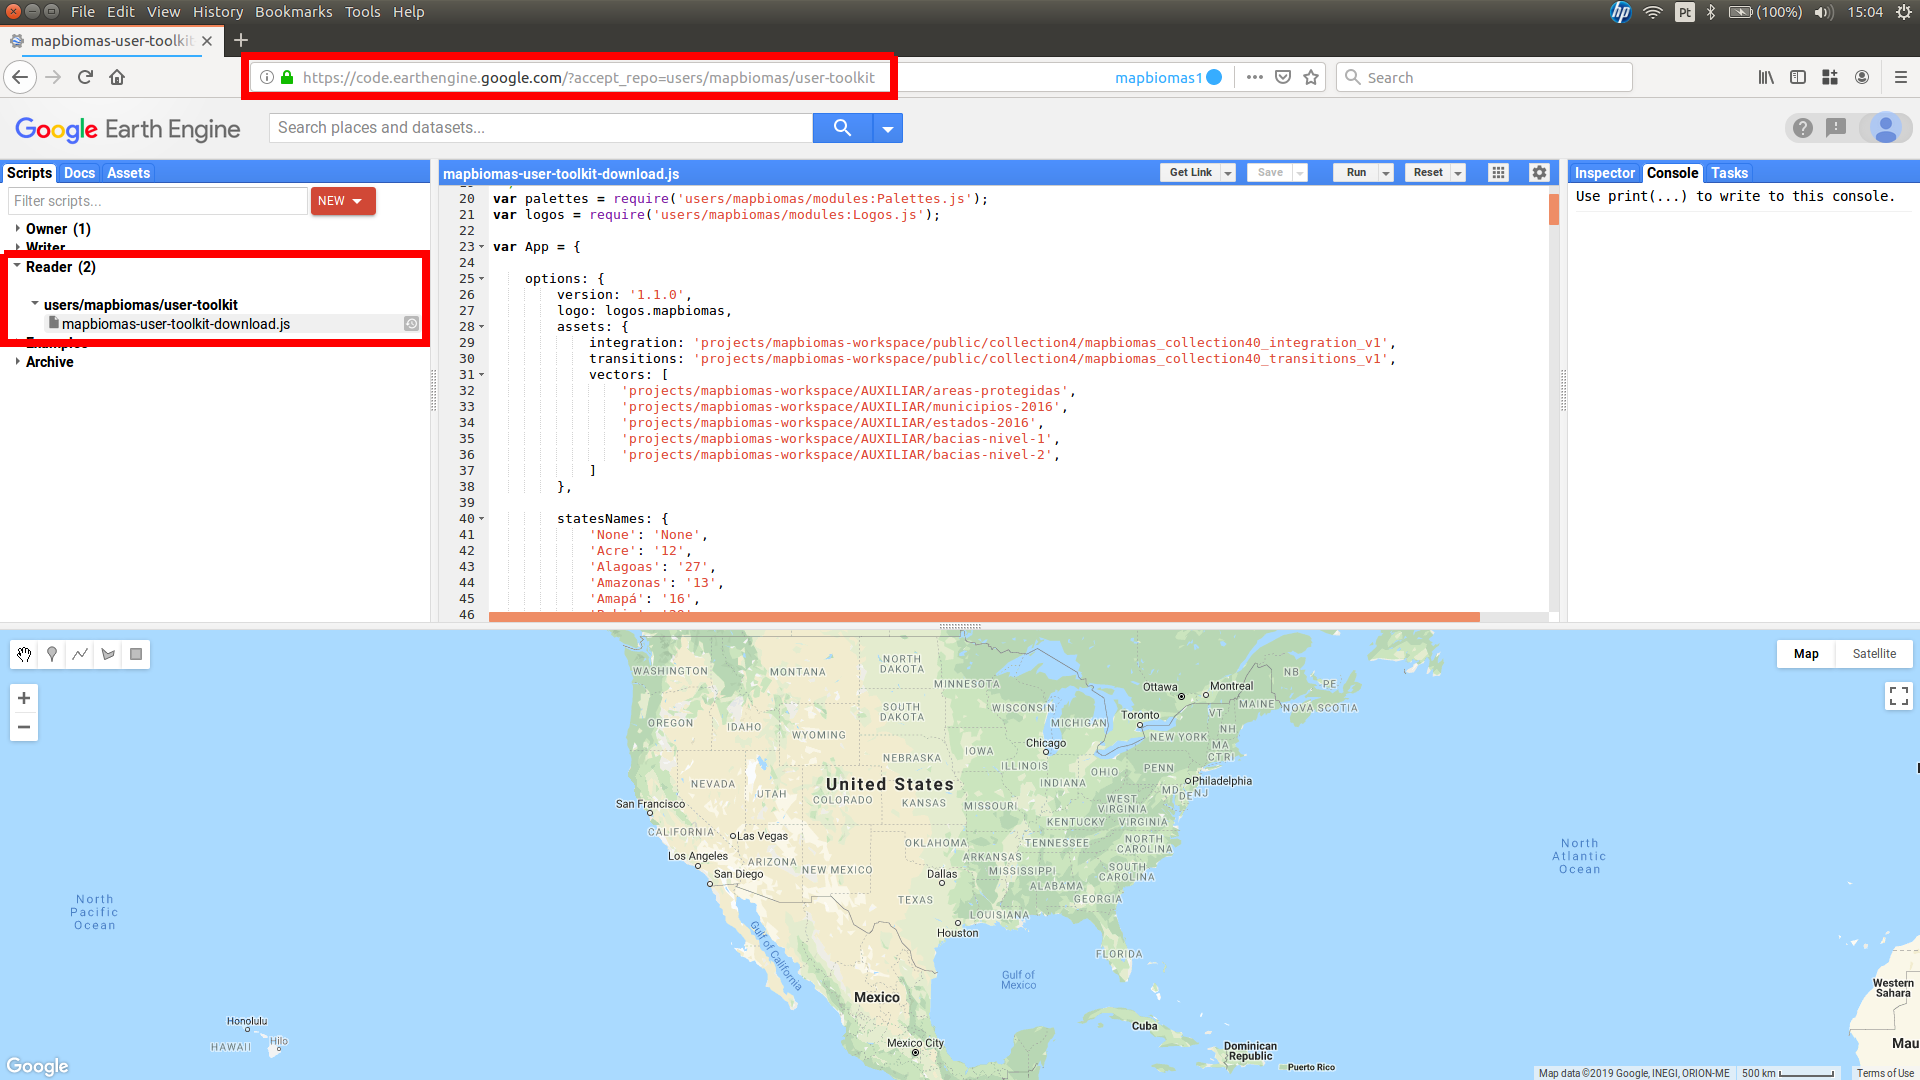 File Edit View History Bookmarks Tools Help
hp Pt (100%) 15:04
mapbiomas-user-toolkit
https://code.earthengine.google.com/?accept_repo=users/mapbiomas/user-toolkit
mapbiomas1
Search
Google Earth Engine
Search places and datasets...
Scripts Docs Assets
Filter scripts...
NEW
Owner (1)
Writer
Reader (2)
users/mapbiomas/user-toolkit
mapbiomas-user-toolkit-download.js
Examples
Archive
mapbiomas-user-toolkit-download.js
Get Link Save Run Reset
20 var palettes = require('users/mapbiomas/modules:Palettes.js');
21 var logos = require('users/mapbiomas/modules:Logos.js');
22
23 var App = {
24
25 options: {
26 version: '1.1.0',
27 logo: logos.mapbiomas,
28 assets: {
29 integration: 'projects/mapbiomas-workspace/public/collection4/mapbiomas_collection40_integration_v1',
30 transitions: 'projects/mapbiomas-workspace/public/collection4/mapbiomas_collection40_transitions_v1',
31 vectors: [
32 'projects/mapbiomas-workspace/AUXILIAR/areas-protegidas',
33 'projects/mapbiomas-workspace/AUXILIAR/municipios-2016',
34 'projects/mapbiomas-workspace/AUXILIAR/estados-2016',
35 'projects/mapbiomas-workspace/AUXILIAR/bacias-nivel-1',
36 'projects/mapbiomas-workspace/AUXILIAR/bacias-nivel-2',
37 ]
38 },
39
40 statesNames: {
41 'None': 'None',
42 'Acre': '12',
43 'Alagoas': '27',
44 'Amazonas': '13',
45 'Amapá': '16',
46
Inspector Console Tasks
Use print(...) to write to this console.
Map Satellite
WASHINGTON
MONTANA
NORTH DAKOTA
MINNESOTA
Ottawa
Montreal
NB
PE
MAINE
NOVA SCOTIA
OREGON
IDAHO
WYOMING
SOUTH DAKOTA
WISCONSIN
MICHIGAN
Toronto
VT
NH
NEW YORK
MA
CT RI
Chicago
IOWA
NEBRASKA
ILLINOIS
INDIANA
OHIO
PENN
Philadelphia
MD
DE NJ
NEVADA
UTAH
United States
COLORADO
KANSAS
MISSOURI
WEST VIRGINIA
KENTUCKY
VIRGINIA
San Francisco
CALIFORNIA
Las Vegas
OKLAHOMA
TENNESSEE
NORTH CAROLINA
Los Angeles
ARIZONA
NEW MEXICO
ARKANSAS
MISSISSIPPI
SOUTH CAROLINA
San Diego
Dallas
ALABAMA
TEXAS
GEORGIA
LOUISIANA
Houston
FLORIDA
North Pacific Ocean
North Atlantic Ocean
Gulf of California
Gulf of Mexico
Mexico
Mexico City
Cuba
Dominican Republic
Puerto Rico
Western Sahara
Mau
Honolulu
HAWAII
Hilo
Google
Map data ©2019 Google, INEGI, ORION-ME 500 km Terms of Use